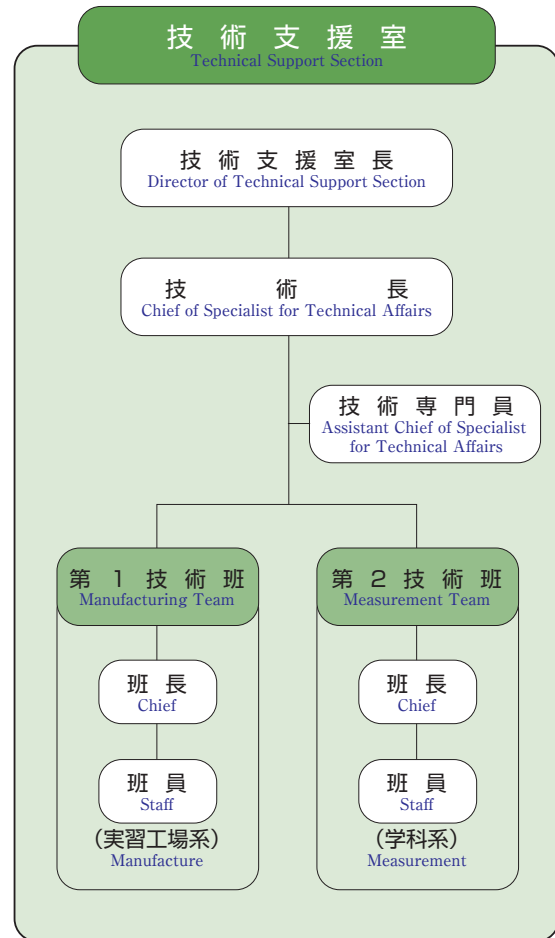 技術支援室
Technical Support Section
技術支援室長
Director of Technical Support Section
技術長
Chief of Specialist for Technical Affairs
技術専門員
Assistant Chief of Specialist
for Technical Affairs
第1技術班
Manufacturing Team
班長
Chief
班員
Staff
(実習工場系)
Manufacture
第2技術班
Measurement Team
班長
Chief
班員
Staff
(学科系)
Measurement